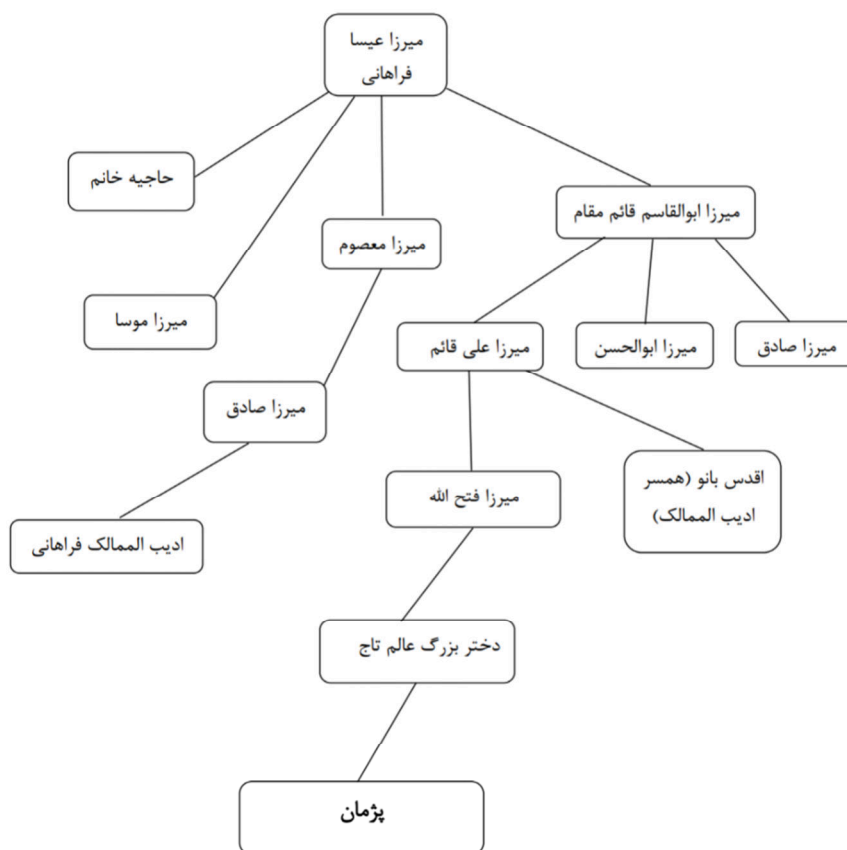 میرزا عیسا
فراهانی
حاجیه خانم
میرزا ابوالقاسم قائم مقام
میرزا معصوم
میرزا موسا
میرزا علی قائم
میرزا ابوالحسن
میرزا صادق
میرزا صادق
اقدس بانو (همسر
ادیب الممالک)
میرزا فتح الله
ادیب الممالک فراهانی
دختر بزرگ عالم تاج
پژمان